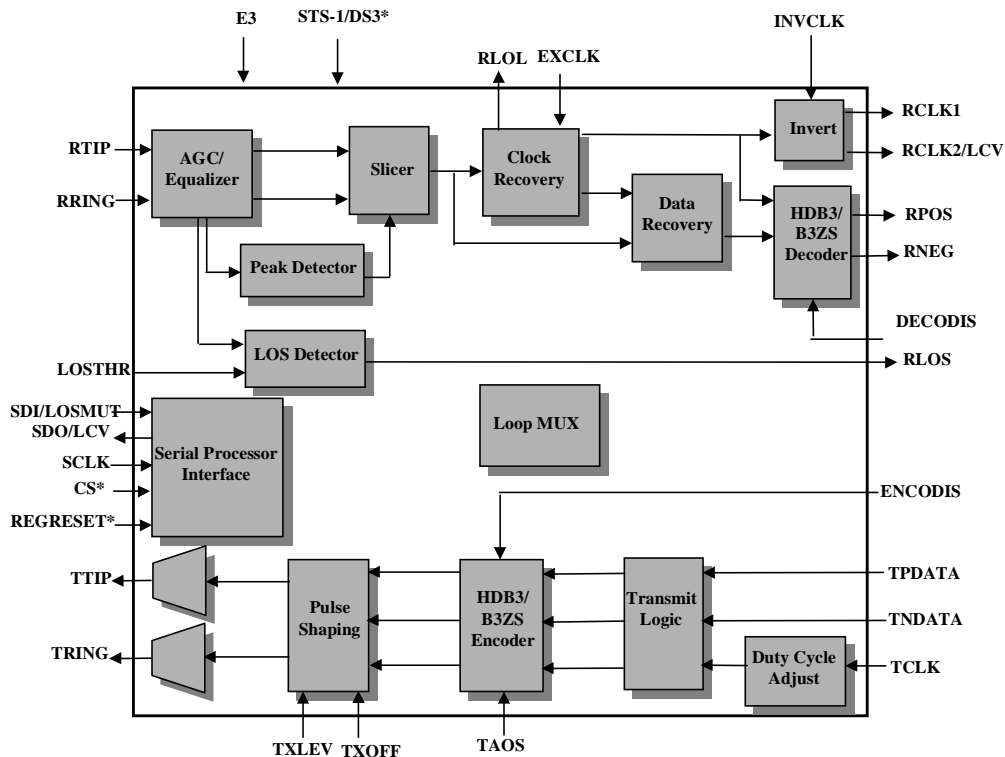 E3
STS-1/DS3*
INVCLK
RLOL
EXCLK
RTIP
RRING
AGC/
Equalizer
Slicer
Clock
Recovery
Invert
RCLK1
RCLK2/LCV
Data
Recovery
HDB3/
B3ZS
Decoder
RPOS
RNEG
Peak Detector
DECODIS
LOS Detector
LOSTHR
RLOS
SDI/LOSMUT
SDO/LCV
SCLK
CS*
REGRESET*
Serial Processor
Interface
Loop MUX
ENCODIS
TTIP
TRING
Pulse
Shaping
HDB3/
B3ZS
Encoder
Transmit
Logic
Duty Cycle
Adjust
TPDATA
TNDATA
TCLK
TXLEV
TXOFF
TAOS